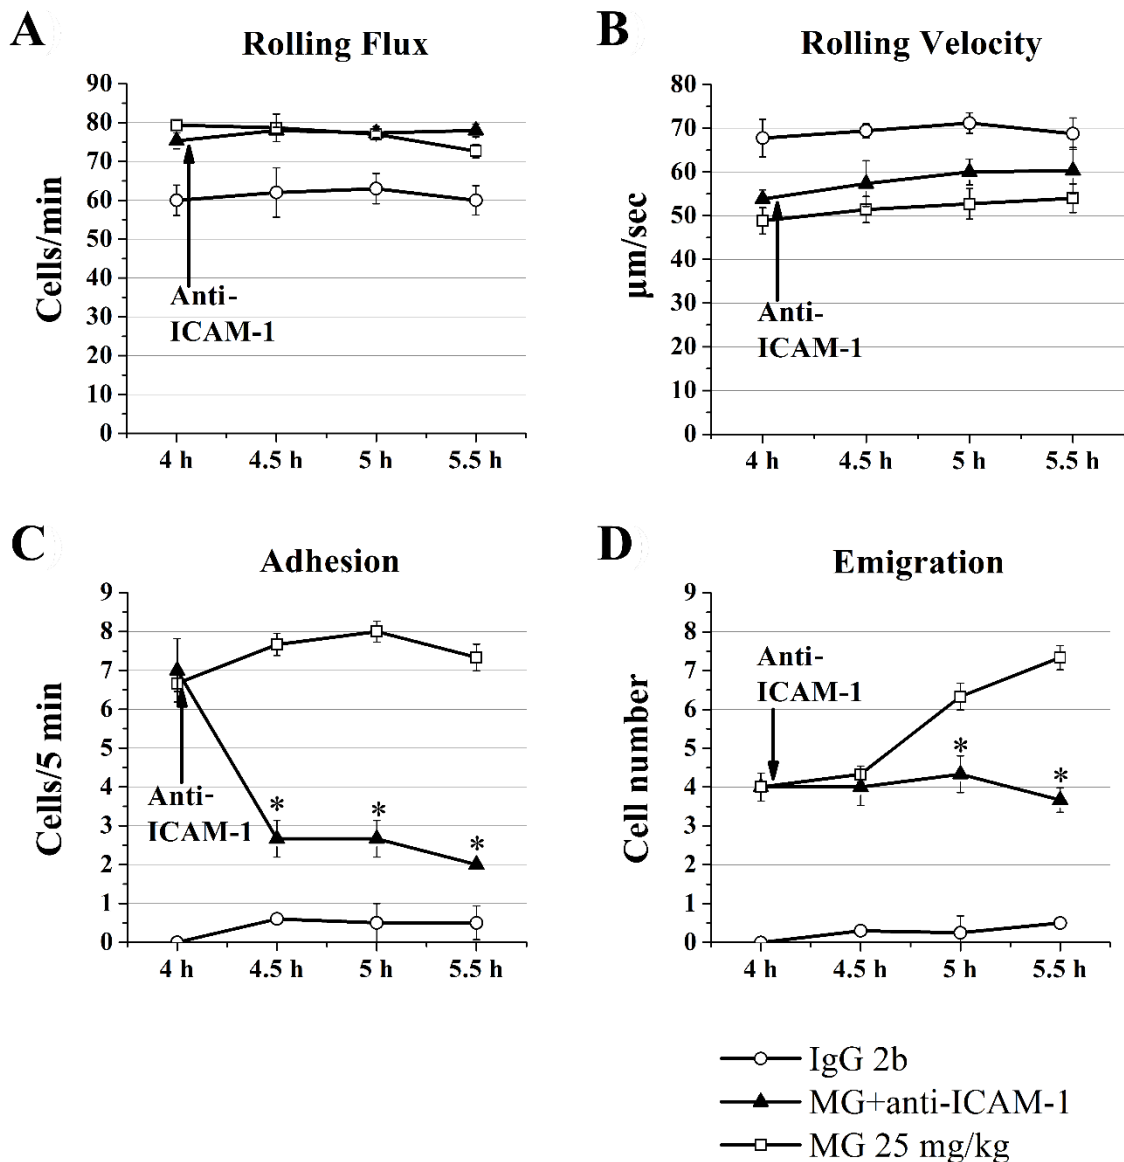 A
Rolling Flux
Cells/min
90
80
70
60
50
40
30
20
10
0
Anti-
ICAM-1
4 h
4.5 h
5 h
5.5 h
B
Rolling Velocity
µm/sec
80
70
60
50
40
30
20
10
0
Anti-
ICAM-1
4 h
4.5 h
5 h
5.5 h
C
Adhesion
Cells/5 min
9
8
7
6
5
4
3
2
1
0
Anti-
ICAM-1
*
*
*
4 h
4.5 h
5 h
5.5 h
D
Emigration
Cell number
9
8
7
6
5
4
3
2
1
0
Anti-
ICAM-1
*
*
4 h
4.5 h
5 h
5.5 h
IgG 2b
MG+anti-ICAM-1
MG 25 mg/kg